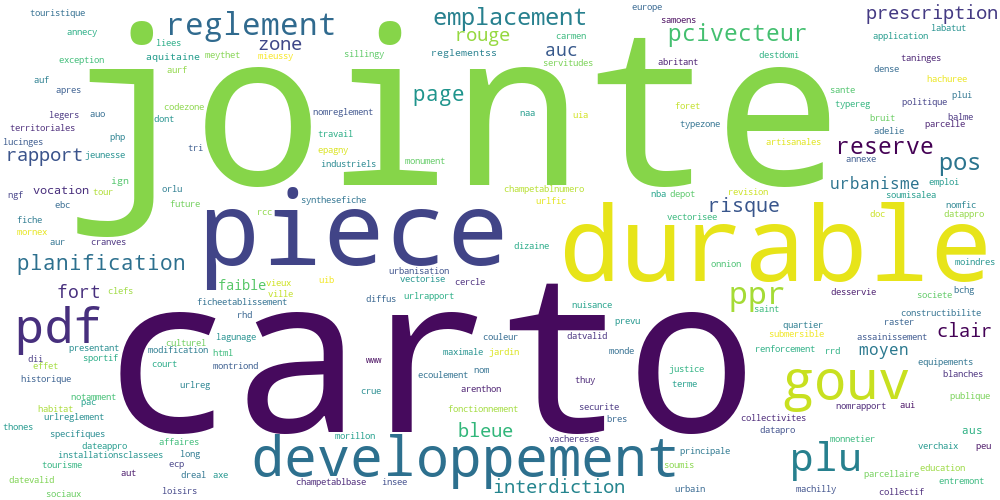 touristique
europe
samoens
prescription
reglement
emplacement
pcivecteur
annecy
liees
zone
meythet
mieussy
sillingy
rouge
carmen
labatut
application
aquitaine
reglementss
auc
servitudes
abritant
destdomi
taninges
exception
aurf
jointe
dense
hachuree
auf
apres
codezone
page
foret
sante
typereg
plui
politique
legers
auo
dont
nomreglement
naa
uia
typezone
bruit
balme
parcelle
territoriales
php
travail
adelie
lucinges
rapport
jeunesse
tri
epagny
industriels
monument
artisanales
reserve
annexe
pos
ign
orlu
synthesefiche
champetablnumero
nba
depot
revision
urbanisme
emploi
ngf
vocation
tour
future
rcc
urlfic
risque
soumisalea
nomfic
ebc
fiche
mornex
piece
vectorisee
doc
datappro
aur
cranves
dizaine
durable
planification
urbanisation
onnion
moindres
fort
clefs
faible
vieux
ville
uib
vectorise
cercle
ppr
desservie
bchg
ficheetablissement
diffus
urlrapport
nuisance
saint
societe
constructibilite
pdf
rhd
carto
prevu
quartier
raster
clair
dii
presentant
culturel
lagunage
couleur
datvalid
submersible
assainissement
effet
sportif
modification
html
www
maximale
jardin
monde
renforcement
rrd
moyen
equipements
historique
court
montriond
ecoulement
nom
justice
gouv
blanches
urlreg
crue
arenthon
thuy
terme
publique
notamment
pac
habitat
fonctionnement
securite
nomrapport
aui
urlreglement
bres
collectivites
thones
specifiques
affaires
morillon
bleue
datapro
aus
dateappro
vacheresse
monnetier
peu
installationsclassees
long
developpement
principale
plu
verchaix
tourisme
ecp
soumis
education
datevalid
aut
dreal
axe
champetablbase
insee
interdiction
urbain
parcellaire
entremont
sociaux
loisirs
machilly
collectif